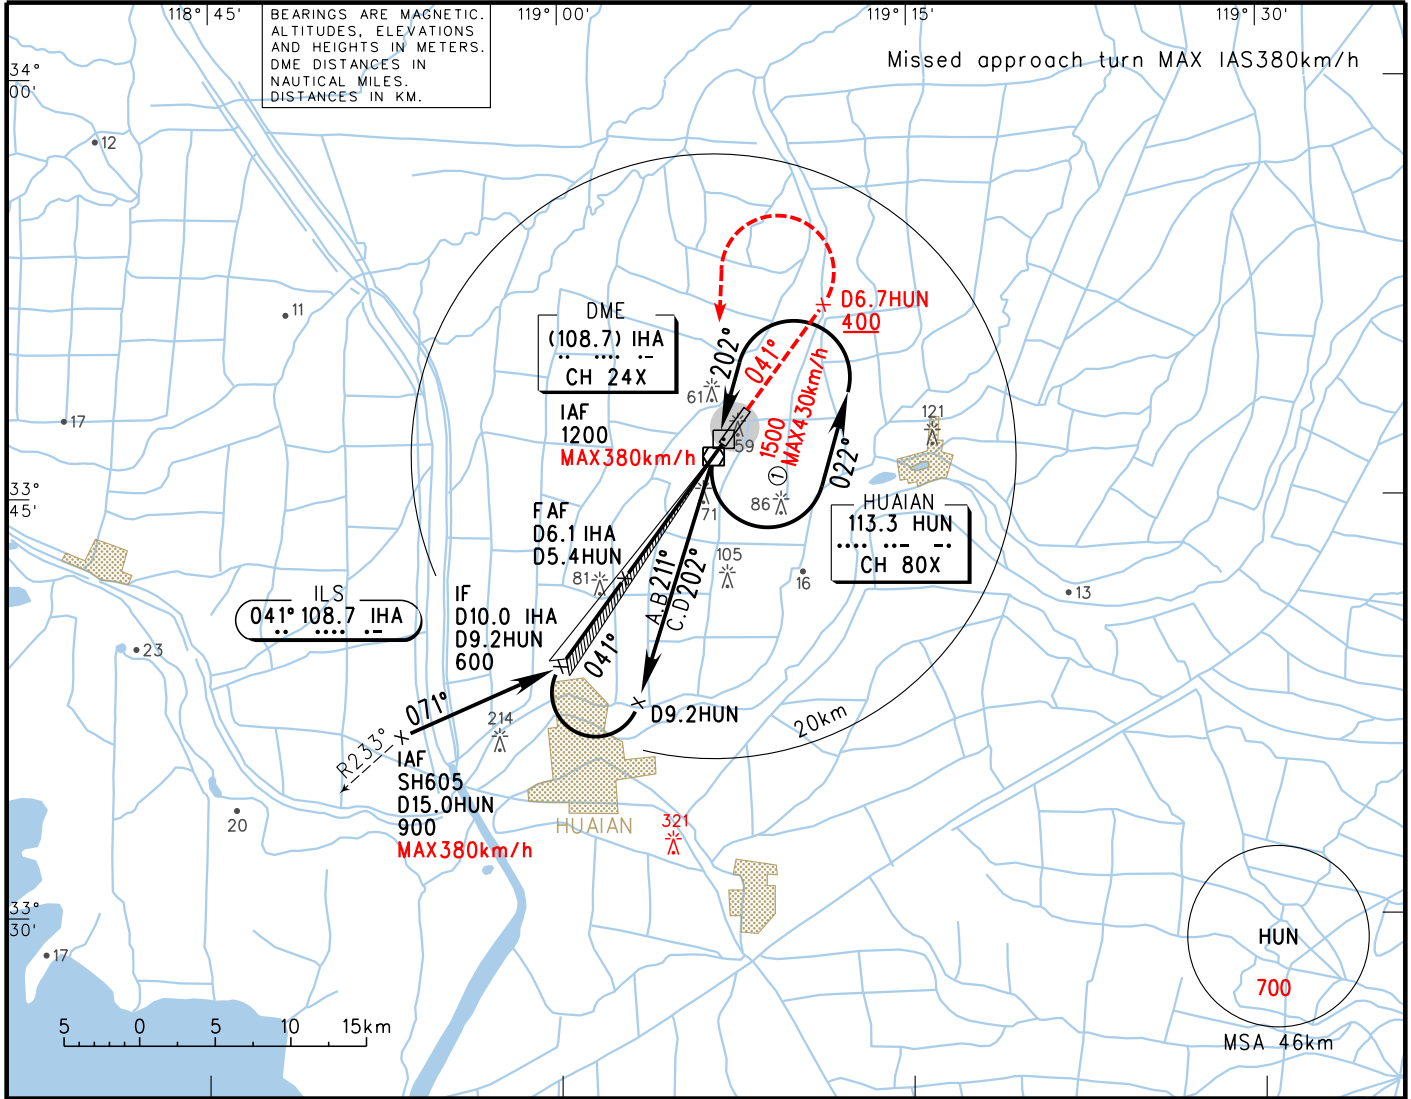 118° 45'
119° 00'
119° 15'
119° 30'
BEARINGS ARE MAGNETIC.
ALTITUDES, ELEVATIONS
AND HEIGHTS IN METERS.
DME DISTANCES IN
NAUTICAL MILES.
DISTANCES IN KM.
Missed approach turn MAX IAS380km/h
34°
00'
12
11
17
DME
(108.7) IHA
CH 24X
D6.7HUN
400
202°
041°
1500
MAX430km/h
1
022°
61
59
IAF
1200
MAX380km/h
121
33°
45'
71
86
HUAIAN
113.3 HUN
CH 80X
FAF
D6.1 IHA
D5.4HUN
81
105
16
13
A.B211°
C.D202°
ILS
041° 108.7 IHA
IF
D10.0 IHA
D9.2HUN
600
041°
23
071°
214
D9.2HUN
20km
R233°
IAF
SH605
D15.0HUN
900
MAX380km/h
20
HUAIAN
321
33°
30'
17
HUN
700
MSA 46km
5 0 5 10 15km